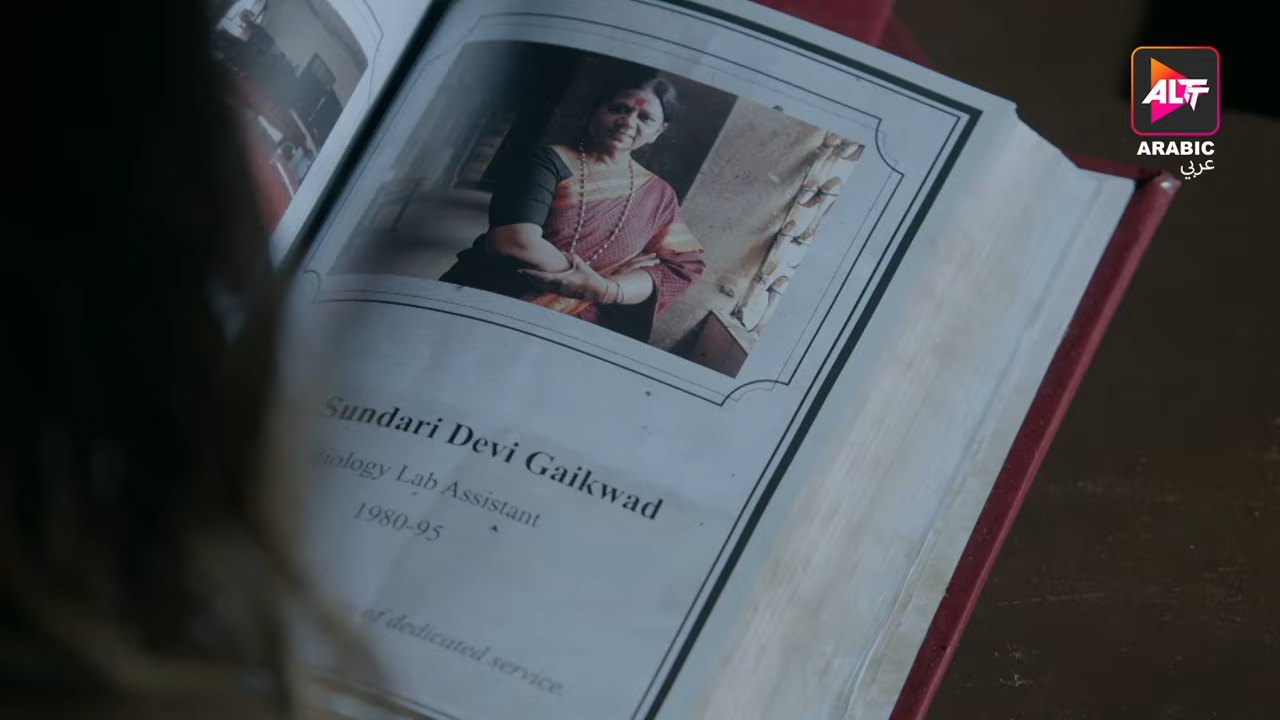 ALTT
ARABIC
عربي
Sundari Devi Gaikwad
Lab Assistant
1980-95
of dedicated service.